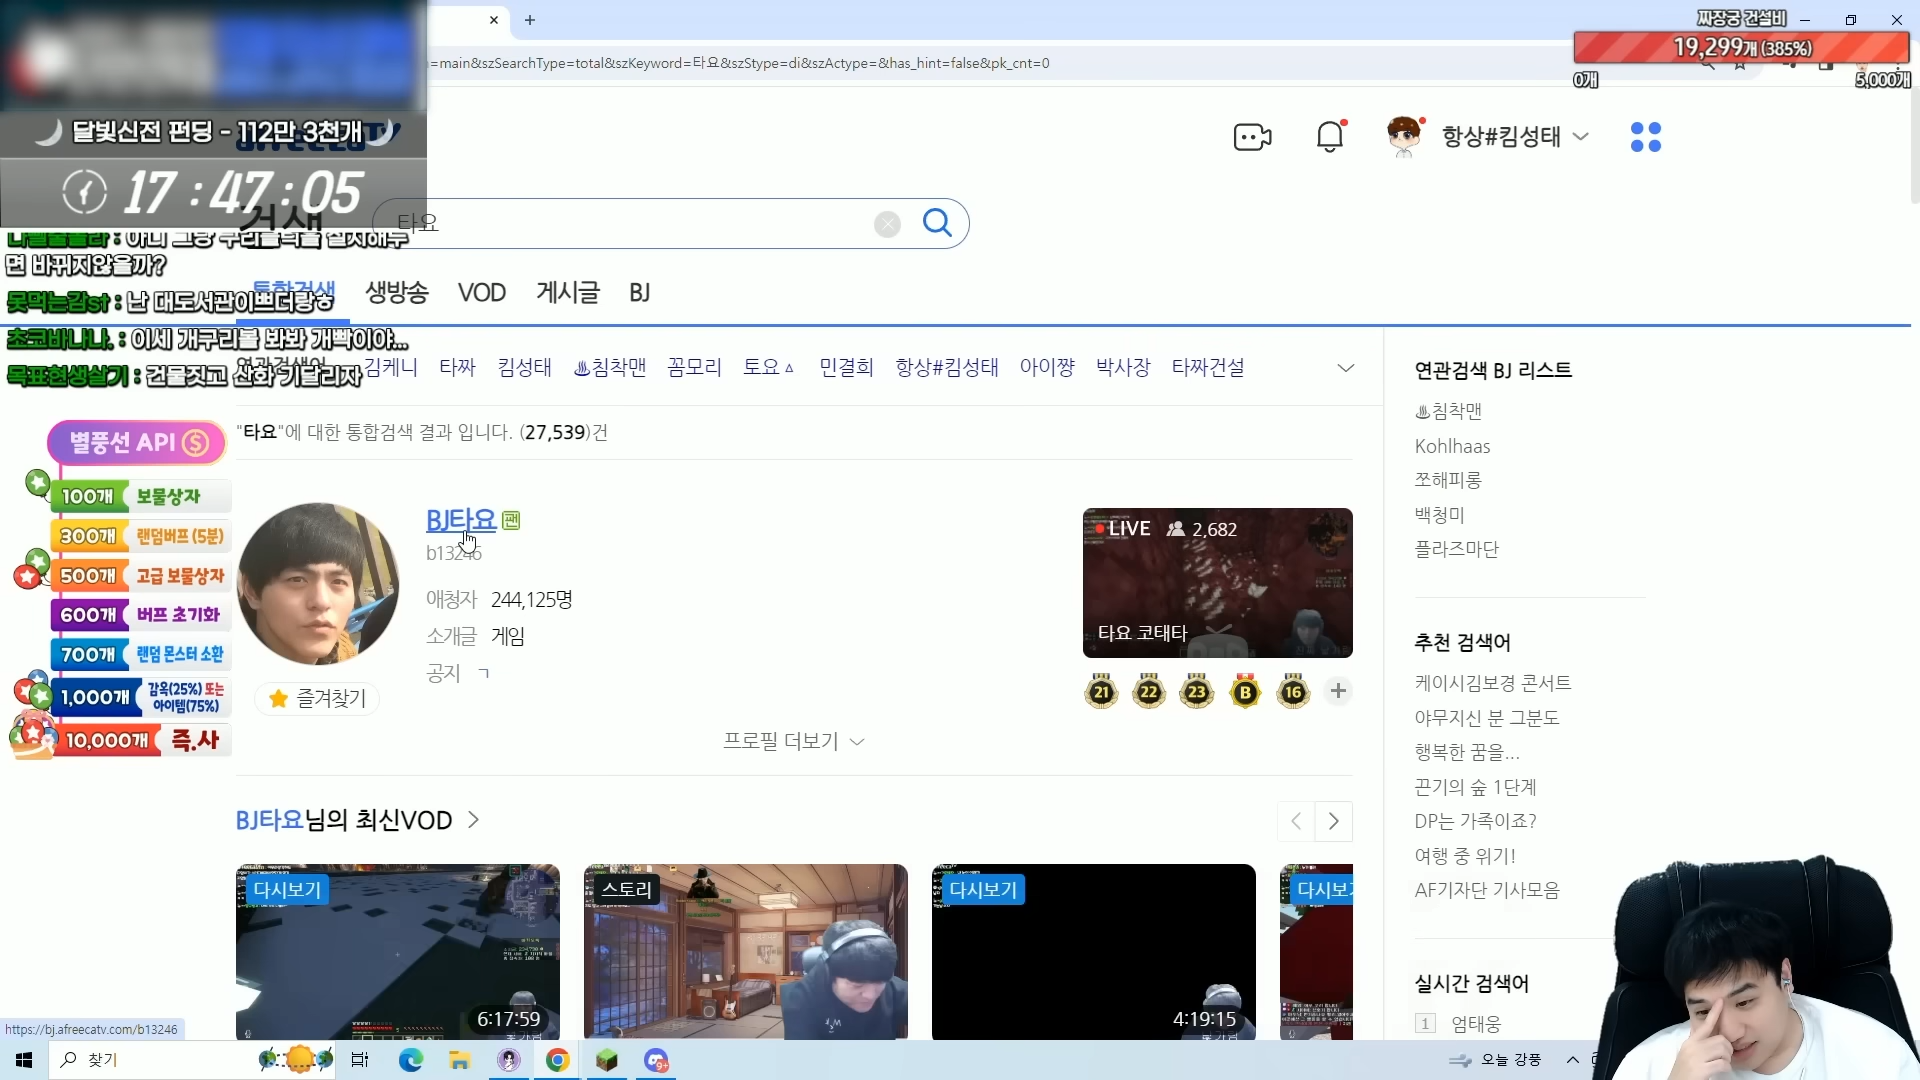 =main&szSearchType=total&szKeyword=타요&szStype=di&szActype=&has_hint=false&pk_cnt=0
짜장궁 건설비
19,299개 (385%)
0개
5,000개
달빛신전 펀딩 - 112만 3천개
17:47:05
항상#킴성태
검색
타요
면 바뀌지않을까?
못먹는감st : 난 대도서관이쁘더랑ㅎ
초코바나나. : 이세 개구리볼 봐봐 개빡이야...
목표현생살기 : 건물짓고 산화 기달리자
통합검색
생방송
VOD
게시글
BJ
연관검색어
김케니
타짜
킴성태
♨침착맨
꼼모리
토요▵
민결희
항상#킴성태
아이쨩
박사장
타짜건설
"타요"에 대한 통합검색 결과 입니다. (27,539)건
별풍선 API
100개 보물상자
300개 랜덤버프 (5분)
500개 고급 보물상자
600개 버프 초기화
700개 랜덤 몬스터 소환
1,000개 감옥(25%) 또는
아이템(75%)
10,000개 즉.사
BJ타요 팬
b13246
애청자 244,125명
소개글 게임
공지 ㄱ
즐겨찾기
LIVE 2,682
타요 코태타
21
22
23
B
16
프로필 더보기
BJ타요님의 최신VOD
다시보기
6:17:59
스토리
다시보기
4:19:15
연관검색 BJ 리스트
♨침착맨
Kohlhaas
쪼해피롱
백청미
플라즈마단
추천 검색어
케이시김보경 콘서트
야무지신 분 그분도
행복한 꿈을...
끈기의 숲 1단계
DP는 가족이죠?
여행 중 위기!
AF기자단 기사모음
실시간 검색어
1 엄태웅
https://bj.afreecatv.com/b13246
찾기
9+
오늘 강풍